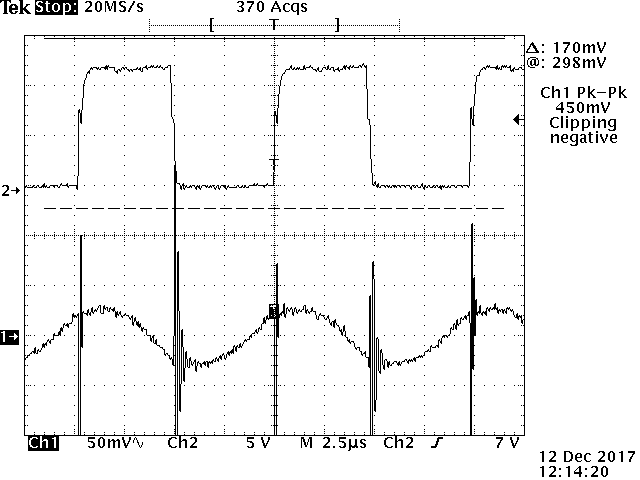 Tek Stop: 20MS/s 370 Acqs
[ T ]
Δ: 170mV
@: 298mV
Ch1 Pk-Pk
450mV
Clipping
negative
T
2→
1→
Ch1 50mV∿ Ch2 5 V M 2.5µs Ch2 ƒ 7 V
12 Dec 2017
12:14:20